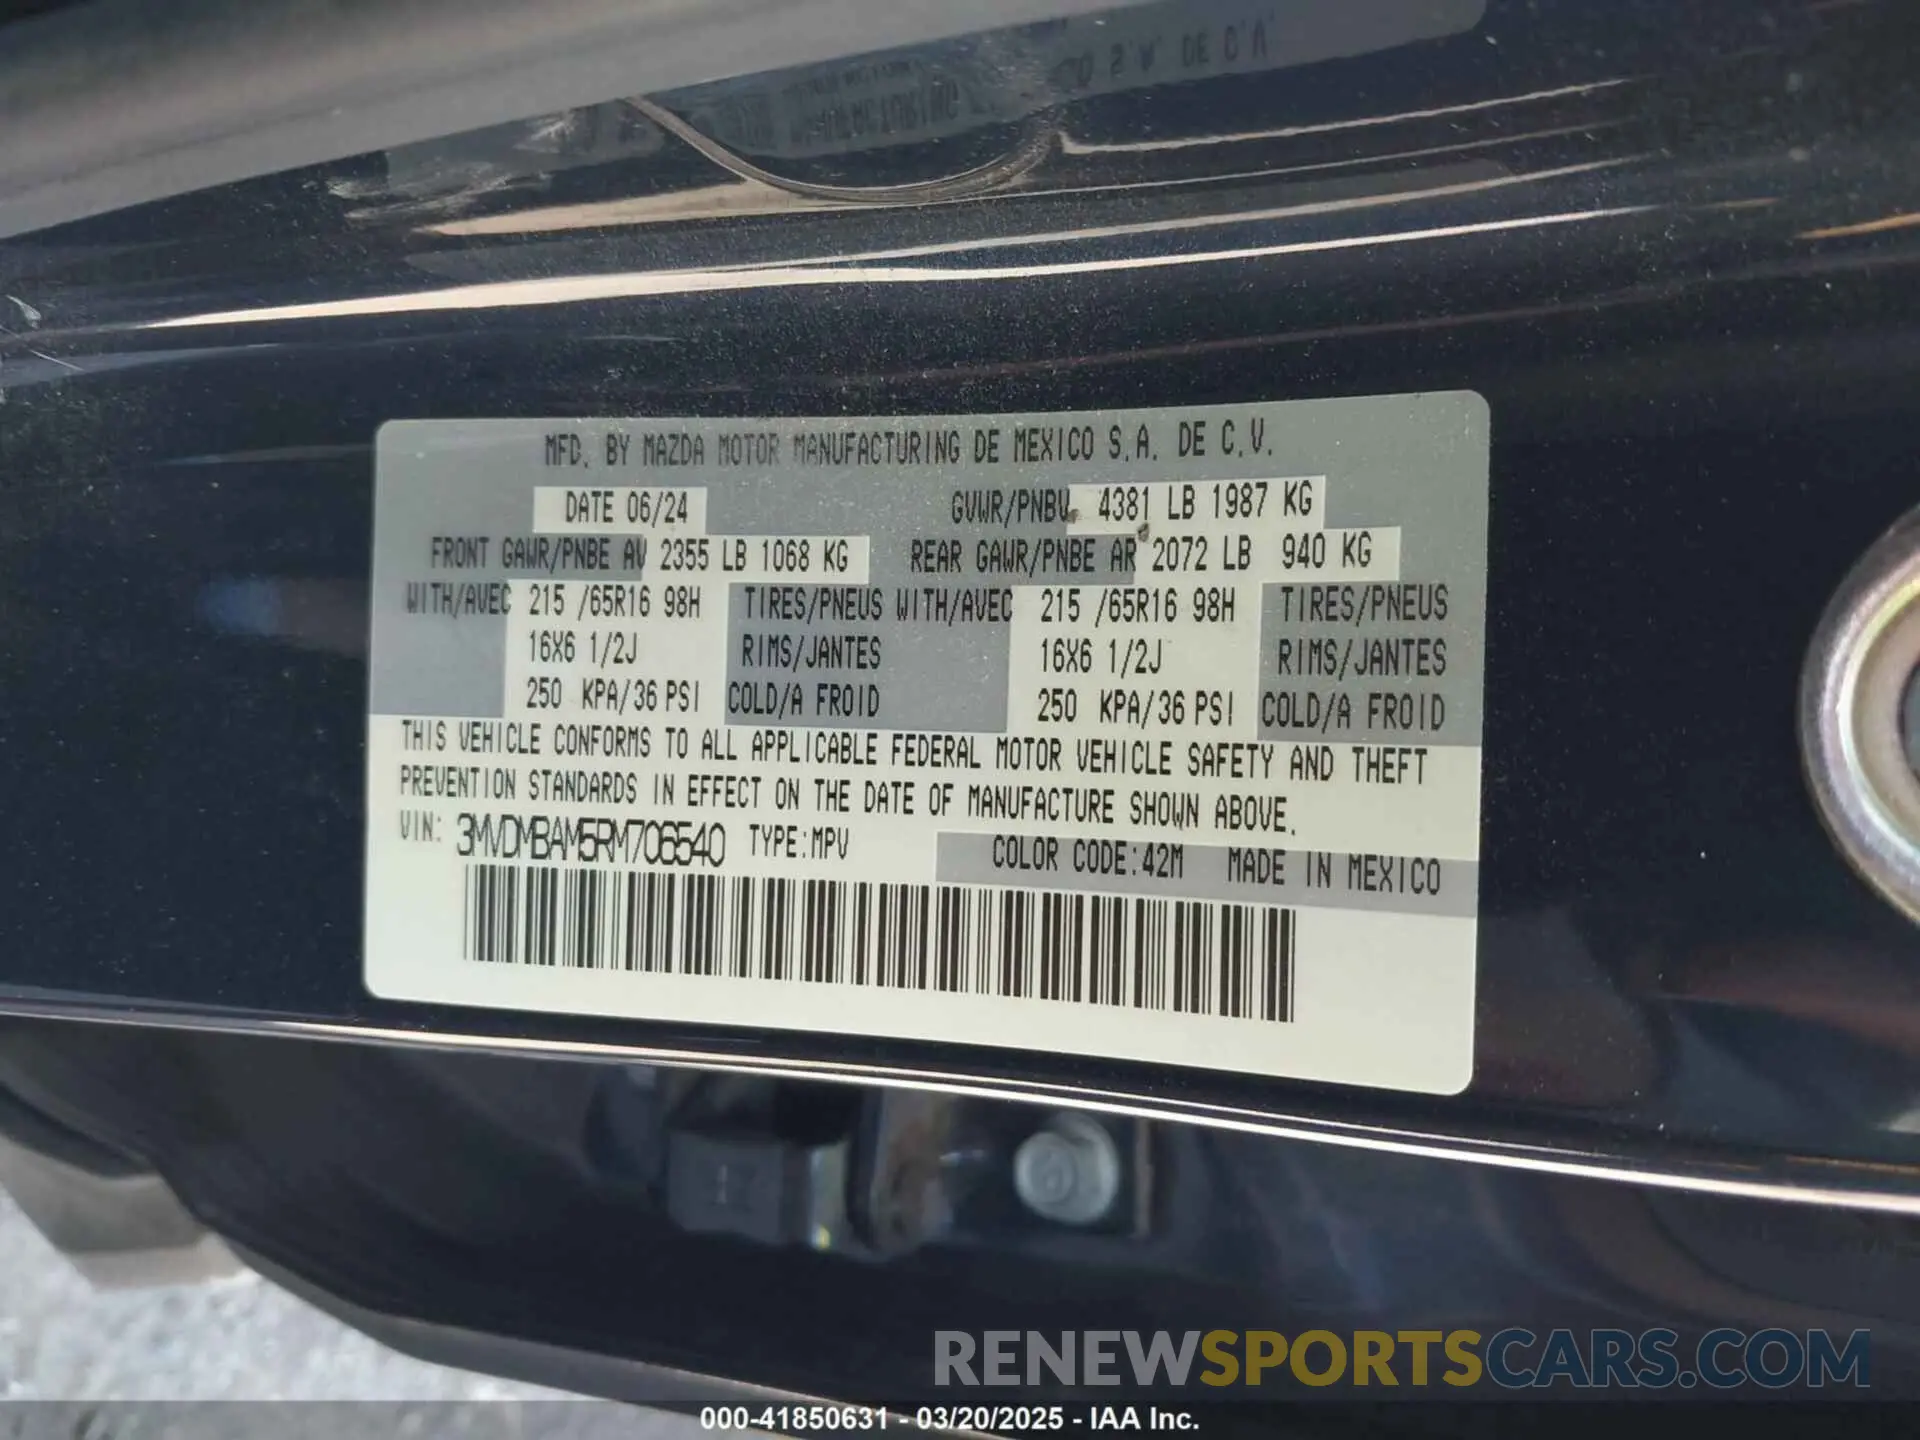 MFD. BY MAZDA MOTOR MANUFACTURING DE MEXICO S.A. DE C.V.
DATE 06/24 GVWR/PNBV 4381 LB 1987 KG
FRONT GAWR/PNBE AV 2355 LB 1068 KG REAR GAWR/PNBE AR 2072 LB 940 KG
WITH/AVEC 215 /65R16 98H TIRES/PNEUS WITH/AVEC 215 /65R16 98H TIRES/PNEUS
16X6 1/2J RIMS/JANTES 16X6 1/2J RIMS/JANTES
250 KPA/36 PSI COLD/A FROID 250 KPA/36 PSI COLD/A FROID
THIS VEHICLE CONFORMS TO ALL APPLICABLE FEDERAL MOTOR VEHICLE SAFETY AND THEFT
PREVENTION STANDARDS IN EFFECT ON THE DATE OF MANUFACTURE SHOWN ABOVE.
VIN: 3MVDMBAM5RM706540 TYPE:MPV COLOR CODE:42M MADE IN MEXICO
RENEWSPORTSCARS.COM
000-41850631 - 03/20/2025 - IAA Inc.